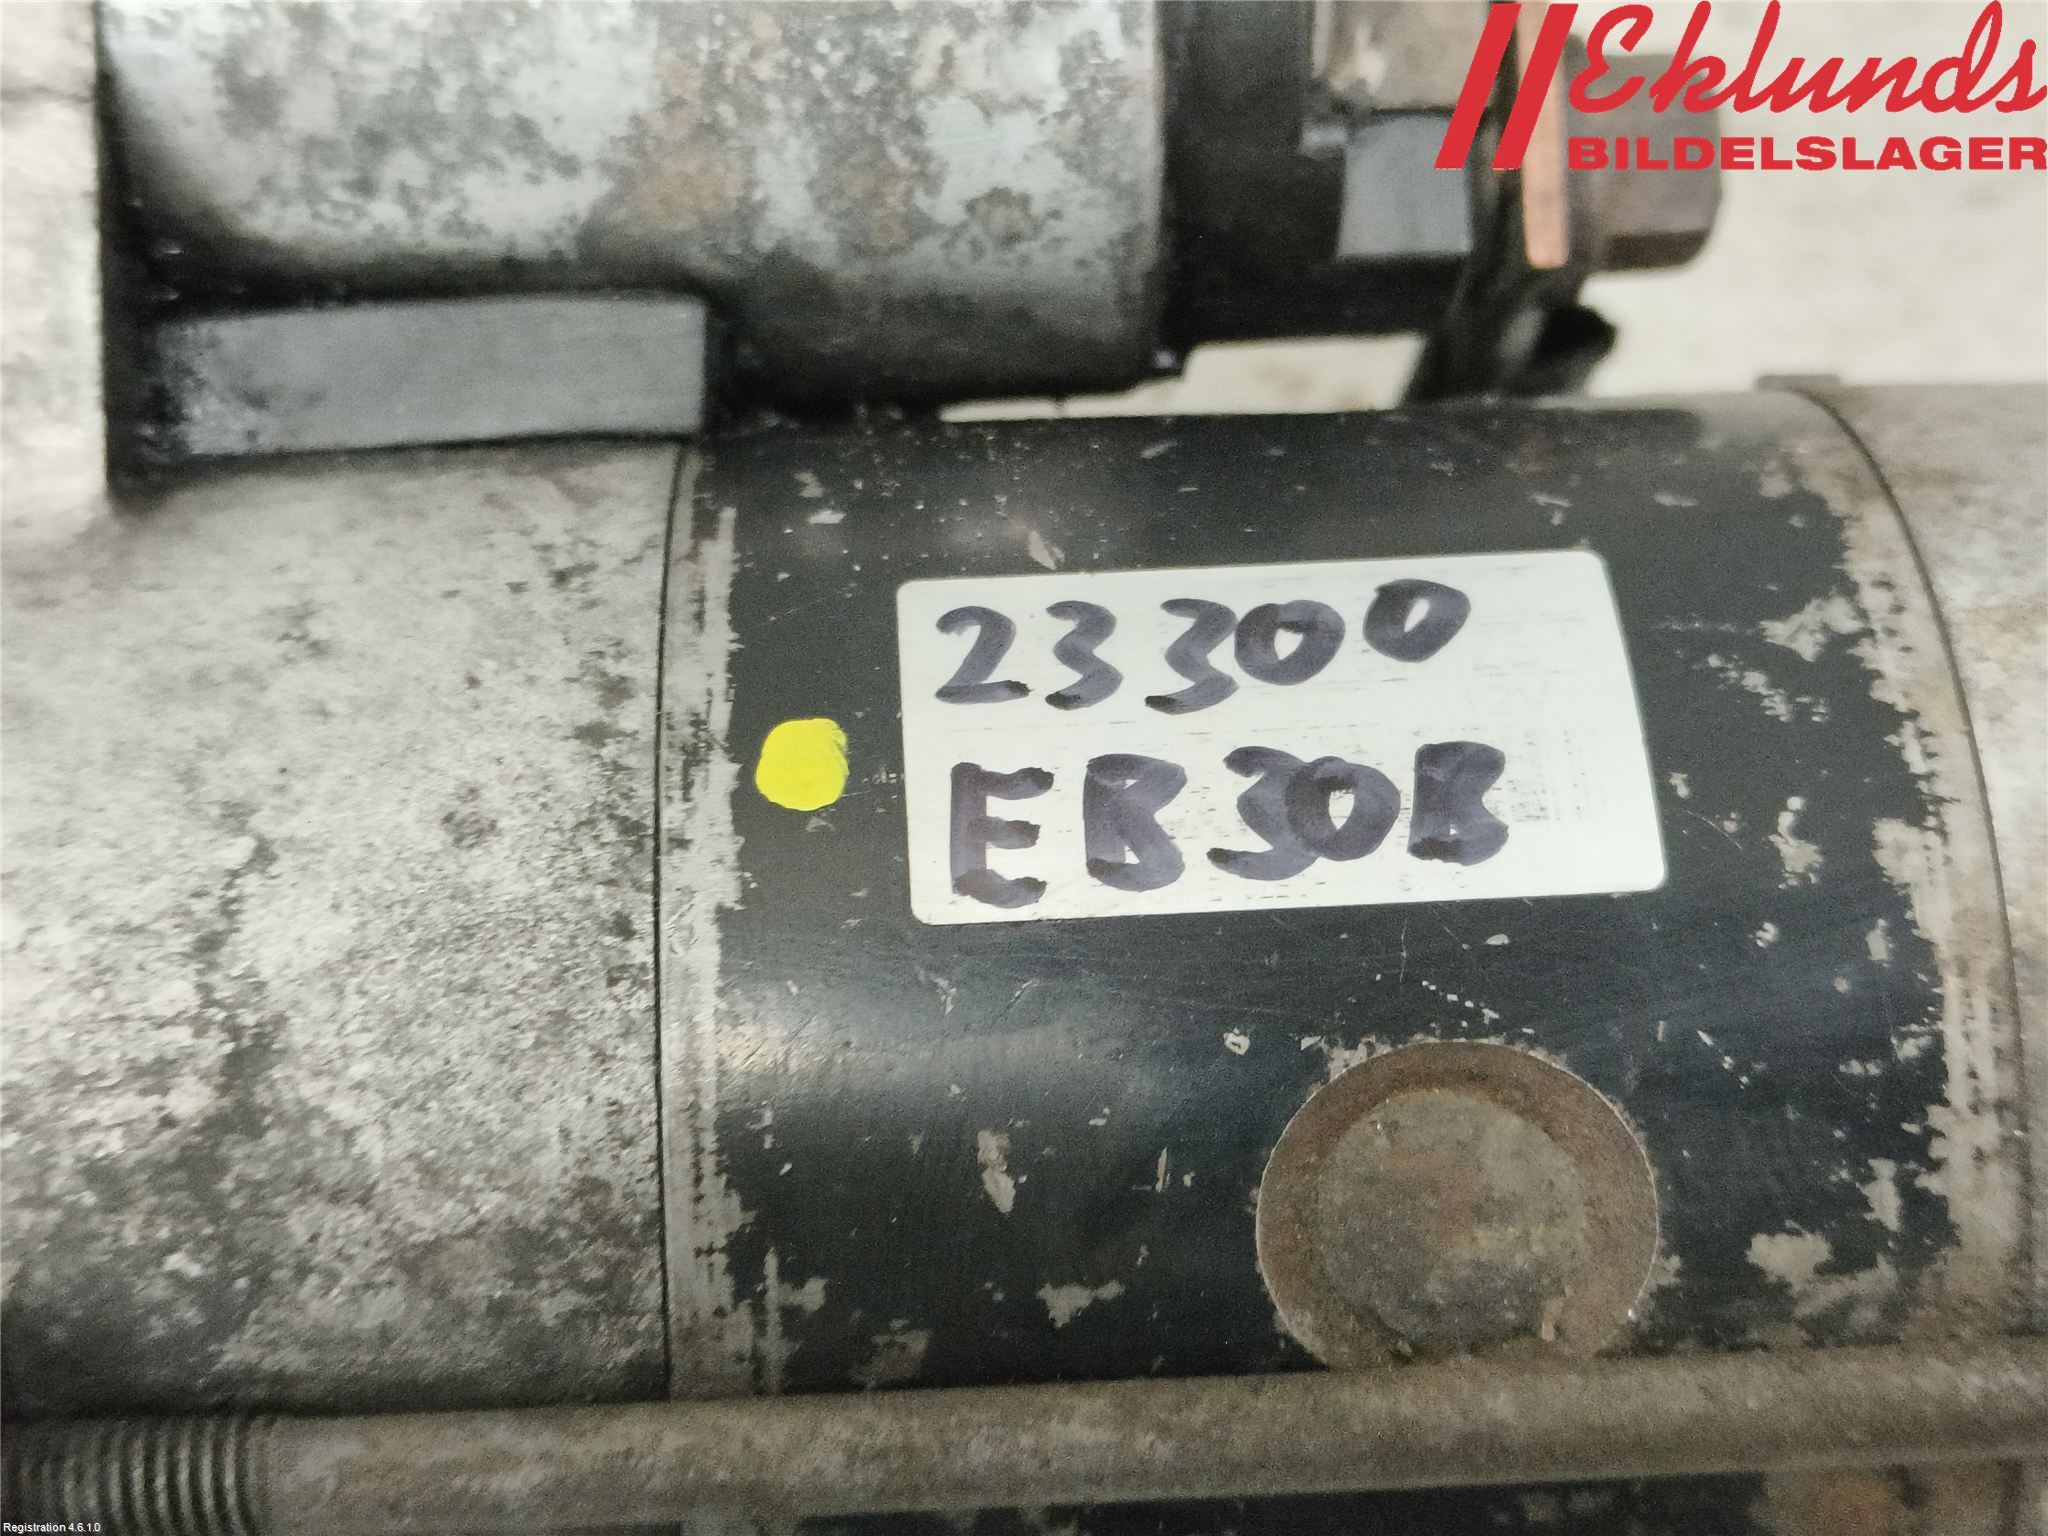 Eklunds
BILDELSLAGER
23300
EB30B
Registration 4.6.1.0